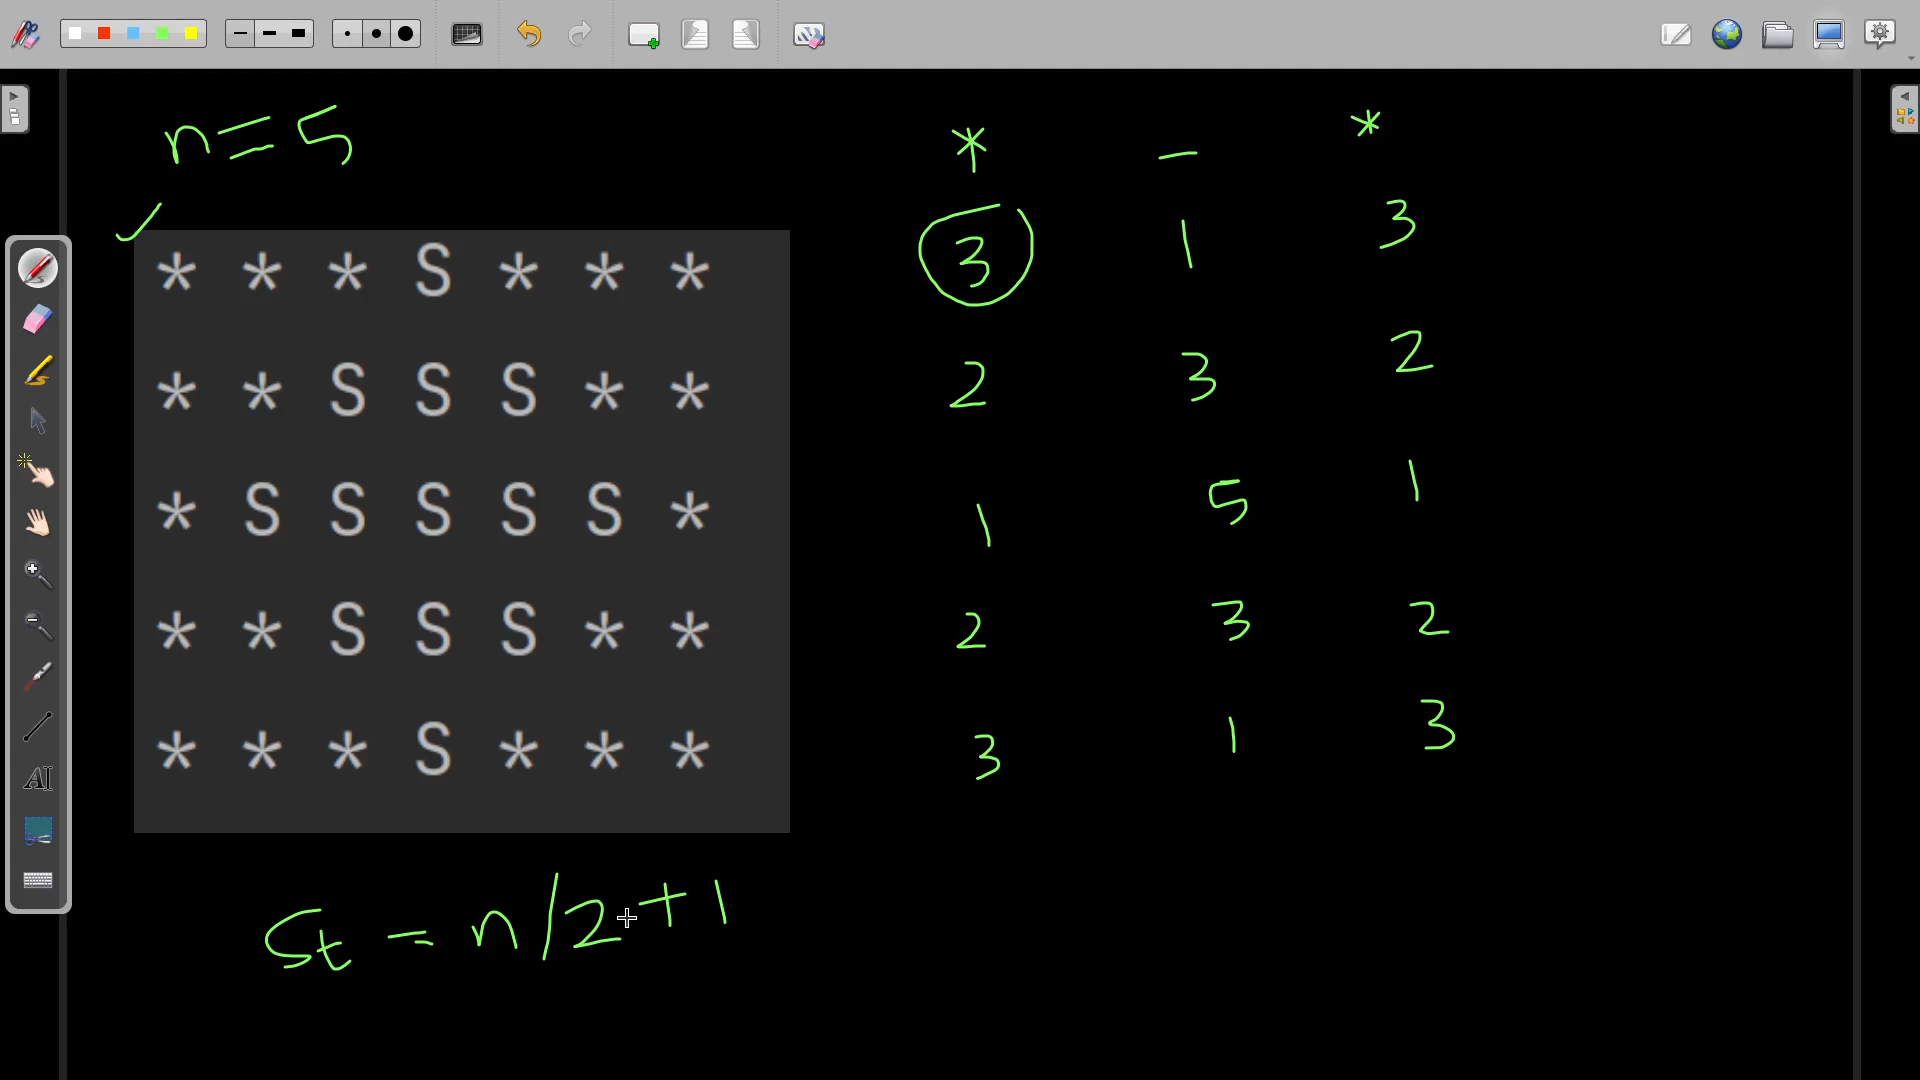 n = 5
* * * S * * *
* * S S S * *
* S S S S S *
* * S S S * *
* * * S * * *
* - *
3 1 3
2 3 2
1 5 1
2 3 2
3 1 3
St = n/2+1